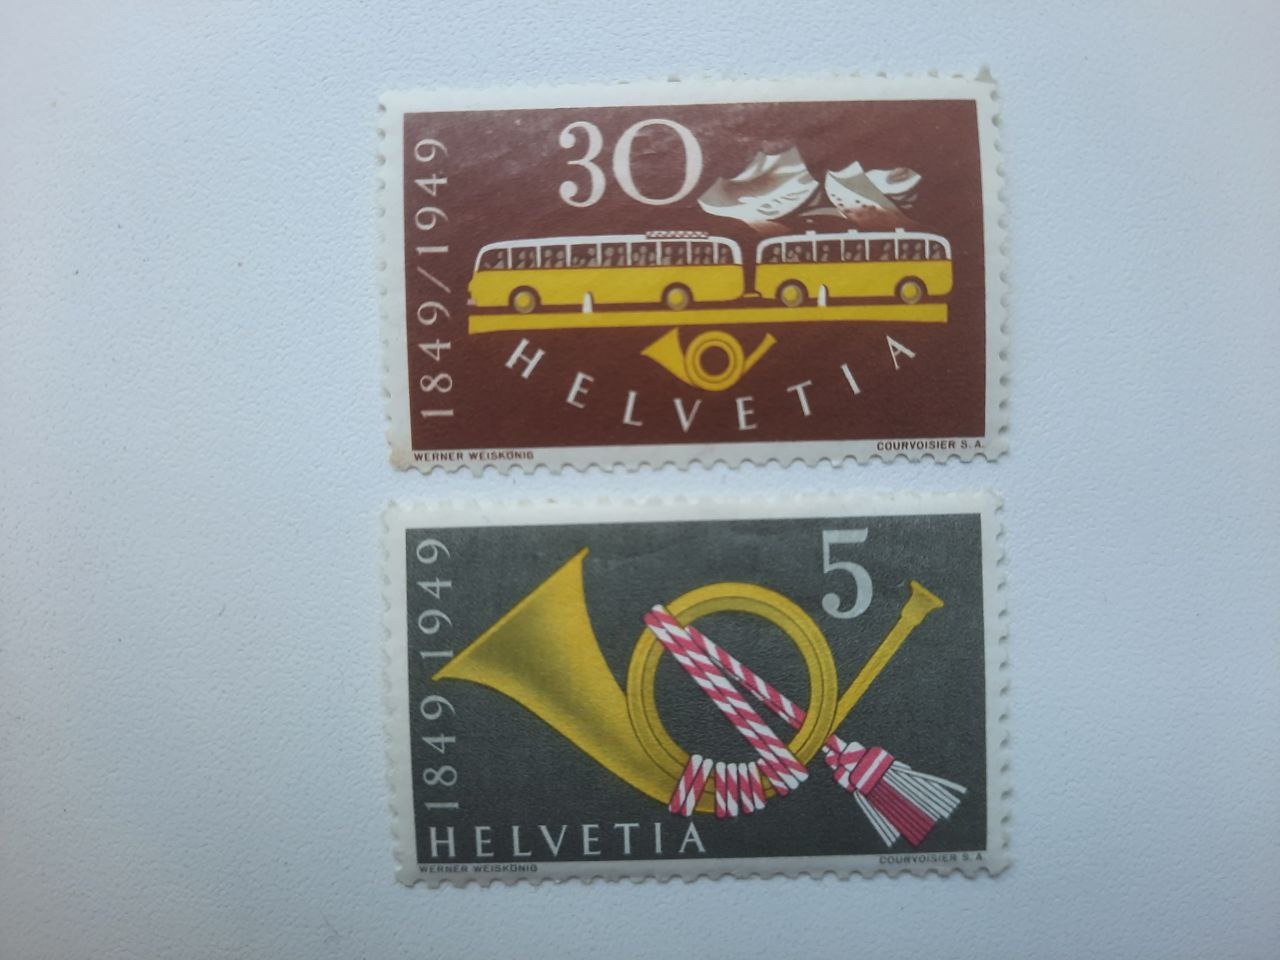 1849/1949
30
HELVETIA
WERNER WEISKÖNIG
COURVOISIER S. A.
1849 1949
5
HELVETIA
WERNER WEISKÖNIG
COURVOISIER S. A.